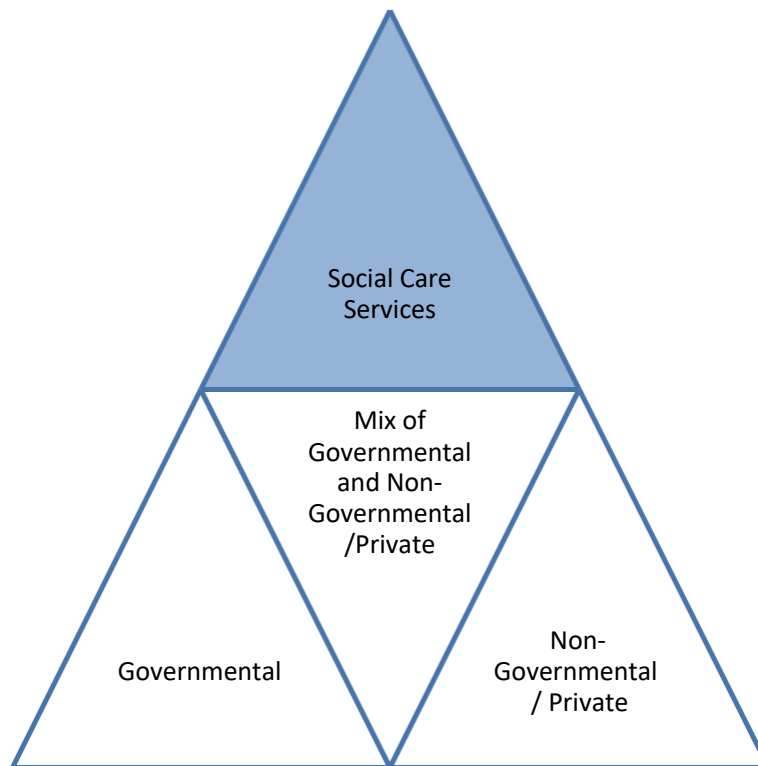 Social Care
Services
Mix of
Governmental
and Non-
Governmental
/Private
Governmental
Non-
Governmental
/ Private